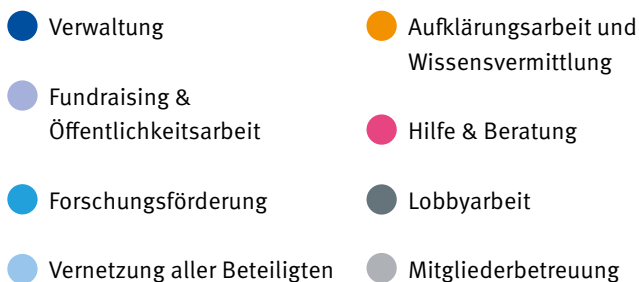 Verwaltung
Fundraising &
Öffentlichkeitsarbeit
Forschungsförderung
Vernetzung aller Beteiligten
Aufklärungsarbeit und
Wissensvermittlung
Hilfe & Beratung
Lobbyarbeit
Mitgliederbetreuung